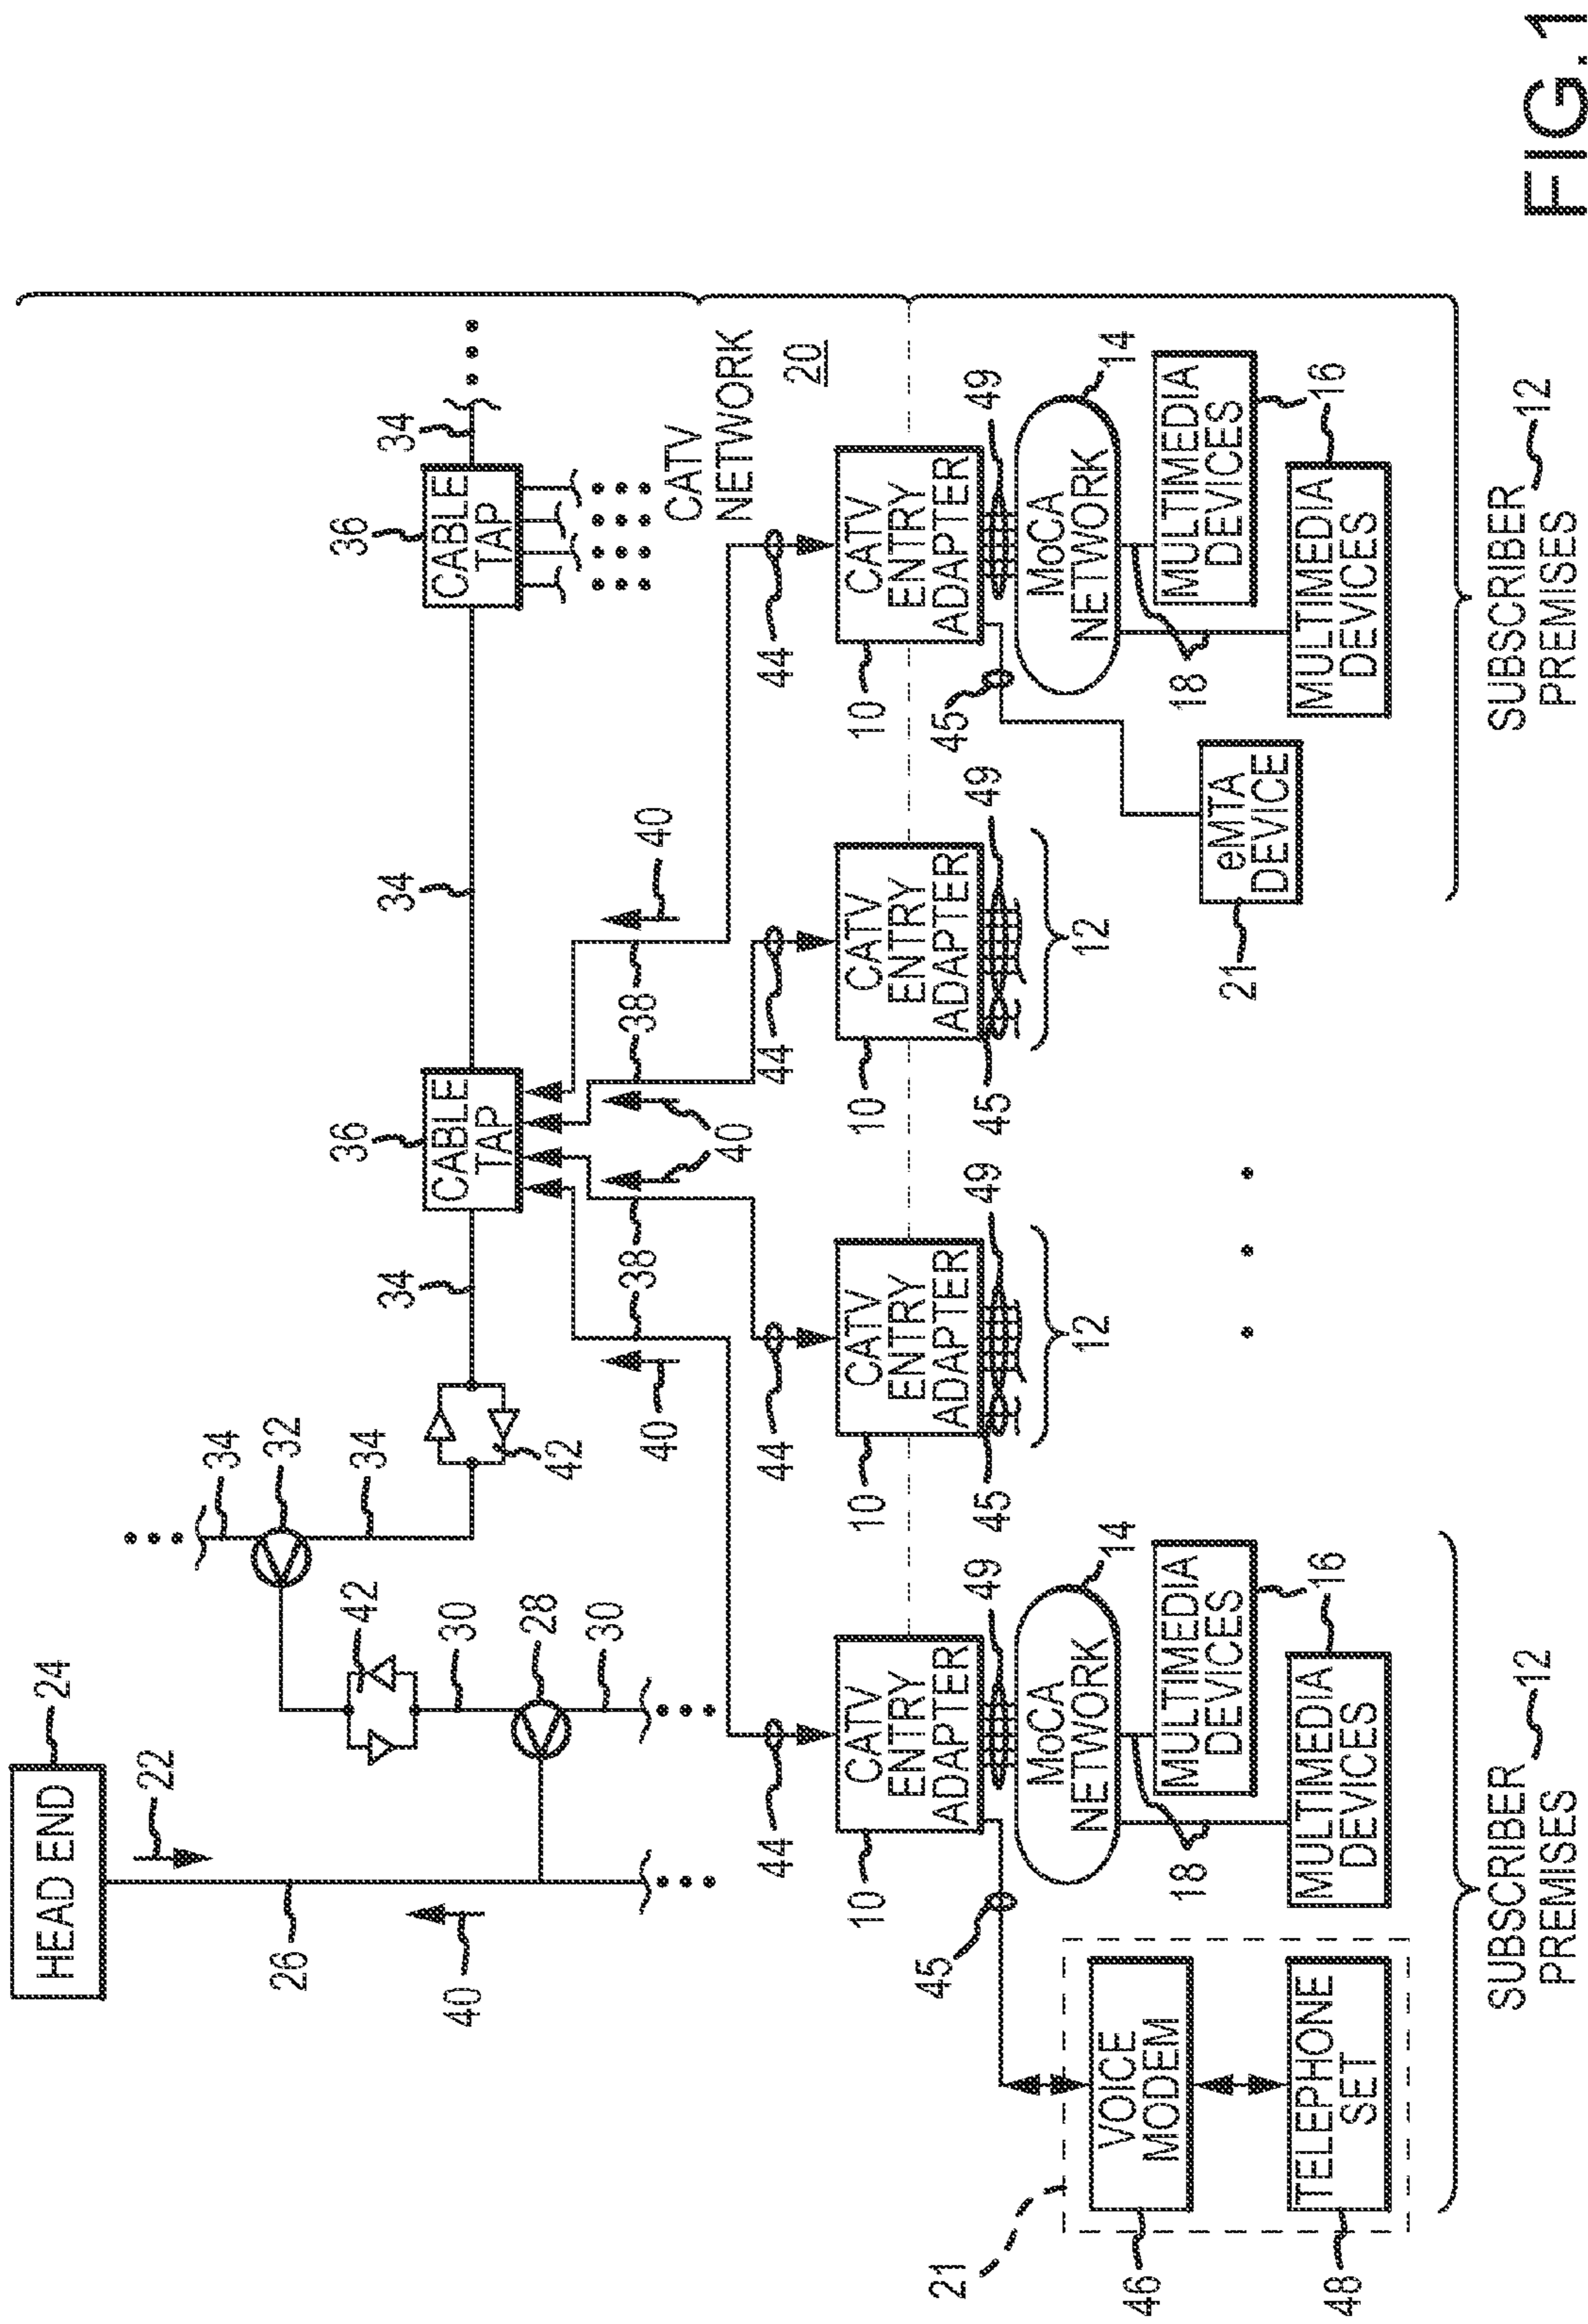 HEAD END
24
22
34
26
32
42
36
36
34
34
34
34
40
30
CABLE
TAP
CABLE
TAP
28
42
30
38
38
40
40
CATV
NETWORK
40
20
44
44
44
44
10
10
10
10
CATV
ENTRY
ADAPTER
CATV
ENTRY
ADAPTER
CATV
ENTRY
ADAPTER
CATV
ENTRY
ADAPTER
45
49
45
49
45
49
45
49
21
MoCA
NETWORK
14
12
12
MoCA
NETWORK
14
46
VOICE
MODEM
18
MULTIMEDIA
DEVICES
16
18
MULTIMEDIA
DEVICES
16
21
eMTA
DEVICE
48
TELEPHONE
SET
MULTIMEDIA
DEVICES
16
MULTIMEDIA
DEVICES
16
SUBSCRIBER
PREMISES
12
SUBSCRIBER
PREMISES
12
FIG.1